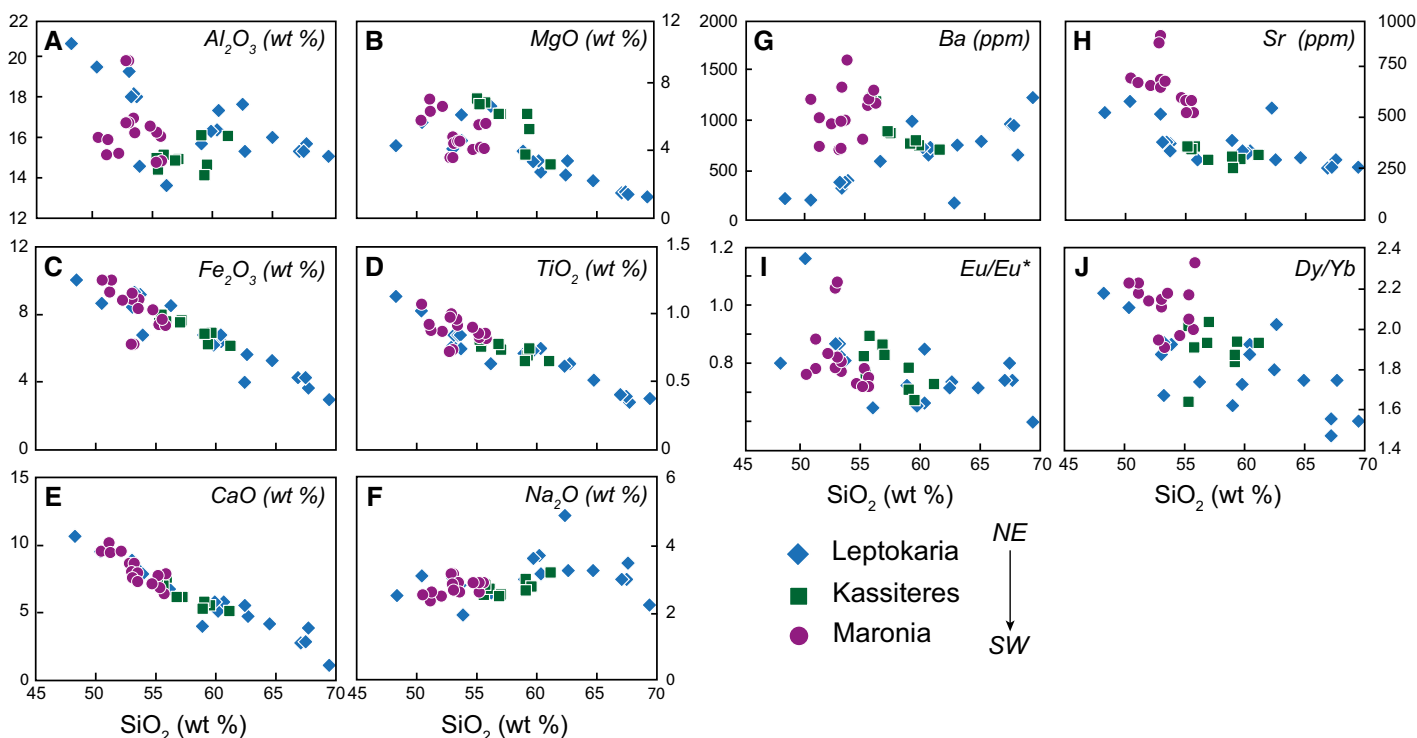 A
Al₂O₃ (wt %)
22
20
18
16
14
12
B
MgO (wt %)
12
8
4
0
C
Fe₂O₃ (wt %)
12
8
4
0
D
TiO₂ (wt %)
1.5
1.0
0.5
0
E
CaO (wt %)
15
10
5
0
45 50 55 60 65
SiO₂ (wt %)
F
Na₂O (wt %)
6
4
2
0
45 50 55 60 65 70
SiO₂ (wt %)
G
Ba (ppm)
2000
1500
1000
500
0
H
Sr (ppm)
1000
750
500
250
0
I
Eu/Eu*
1.2
1.0
0.8
45 50 55 60 65 70
SiO₂ (wt %)
J
Dy/Yb
2.4
2.2
2.0
1.8
1.6
1.4
50 55 60 65 70
SiO₂ (wt %)
Leptokaria
Kassiteres
Maronia
NE
SW